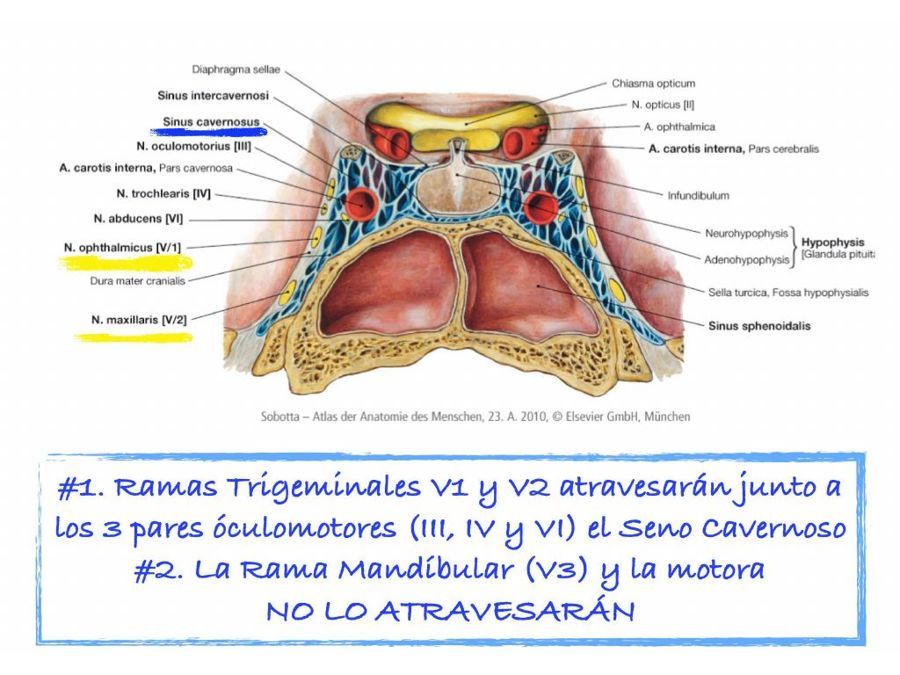 Diaphragma sellae
Sinus intercavernosi
Sinus cavernosus
N. oculomotorius [III]
A. carotis interna, Pars cavernosa
N. trochlearis [IV]
N. abducens [VI]
N. ophthalmicus [V/1]
Dura mater cranialis
N. maxillaris [V/2]
Chiasma opticum
N. opticus [II]
A. ophthalmica
A. carotis interna, Pars cerebralis
Infundibulum
Neurohypophysis
Adenohypophysis
Hypophysis
[Glandula pituit
Sella turcica, Fossa hypophysialis
Sinus sphenoidalis
Sobotta – Atlas der Anatomie des Menschen, 23. A. 2010, © Elsevier GmbH, München
#1. Ramas Trigeminales V1 y V2 atravesarán junto a
los 3 pares óculomotores (III, IV y VI) el Seno Cavernoso
#2. La Rama Mandíbular (V3) y la motora
NO LO ATRAVESARÁN